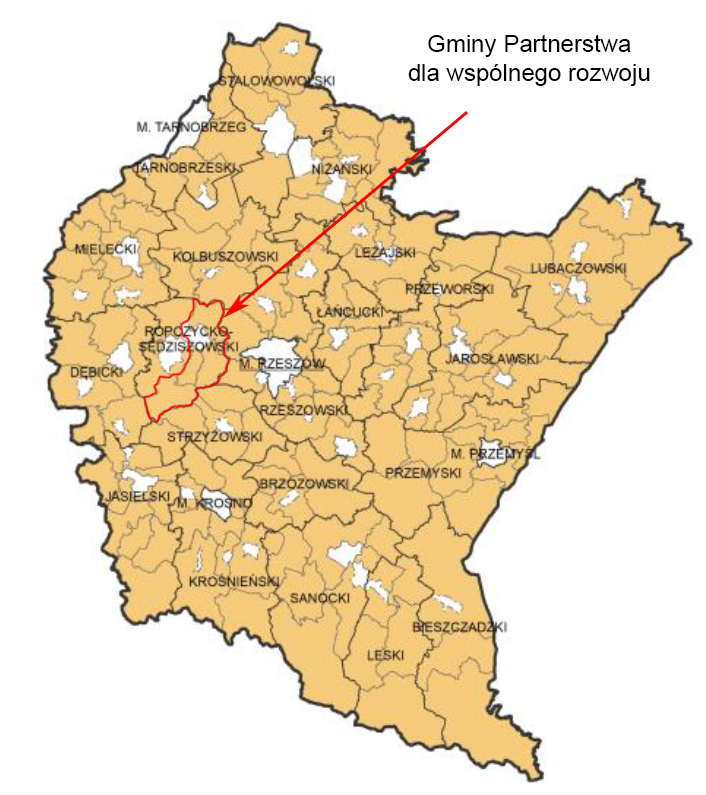 Gminy Partnerstwa
dla wspólnego rozwoju
STALOWOWOLSKI
M. TARNOBRZEG
TARNOBRZESKI
NIŻAŃSKI
MIELECKI
KOLBUSZOWSKI
LEŻAJSKI
LUBACZOWSKI
PRZEWORSKI
ŁAŃCUCKI
ROPCZYCKO-
SĘDZISZOWSKI
JAROSŁAWSKI
M. RZESZÓW
DĘBICKI
RZESZOWSKI
STRZYŻOWSKI
M. PRZEMYŚL
PRZEMYSKI
BRZOZOWSKI
JASIELSKI
M. KROSNO
KROŚNIEŃSKI
SANOCKI
BIESZCZADZKI
LESKI